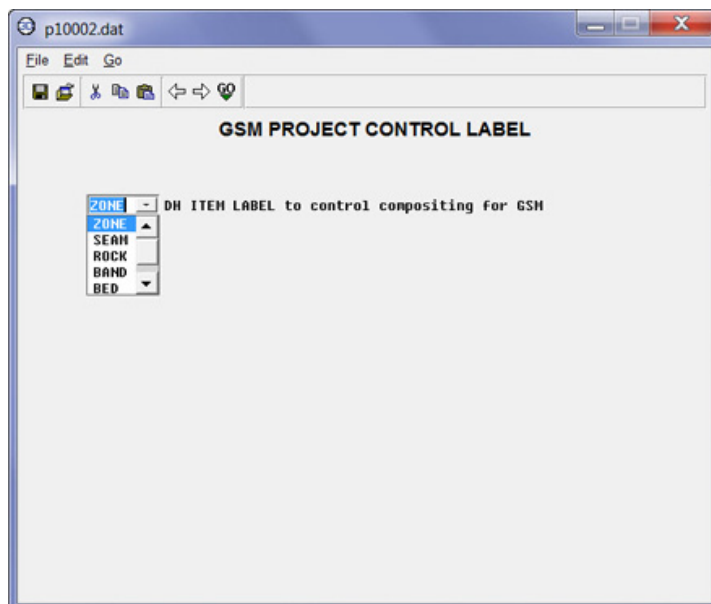 p10002.dat
File Edit Go
GO
GSM PROJECT CONTROL LABEL
ZONE DH ITEM LABEL to control compositing for GSM
ZONE
SEAM
ROCK
BAND
BED